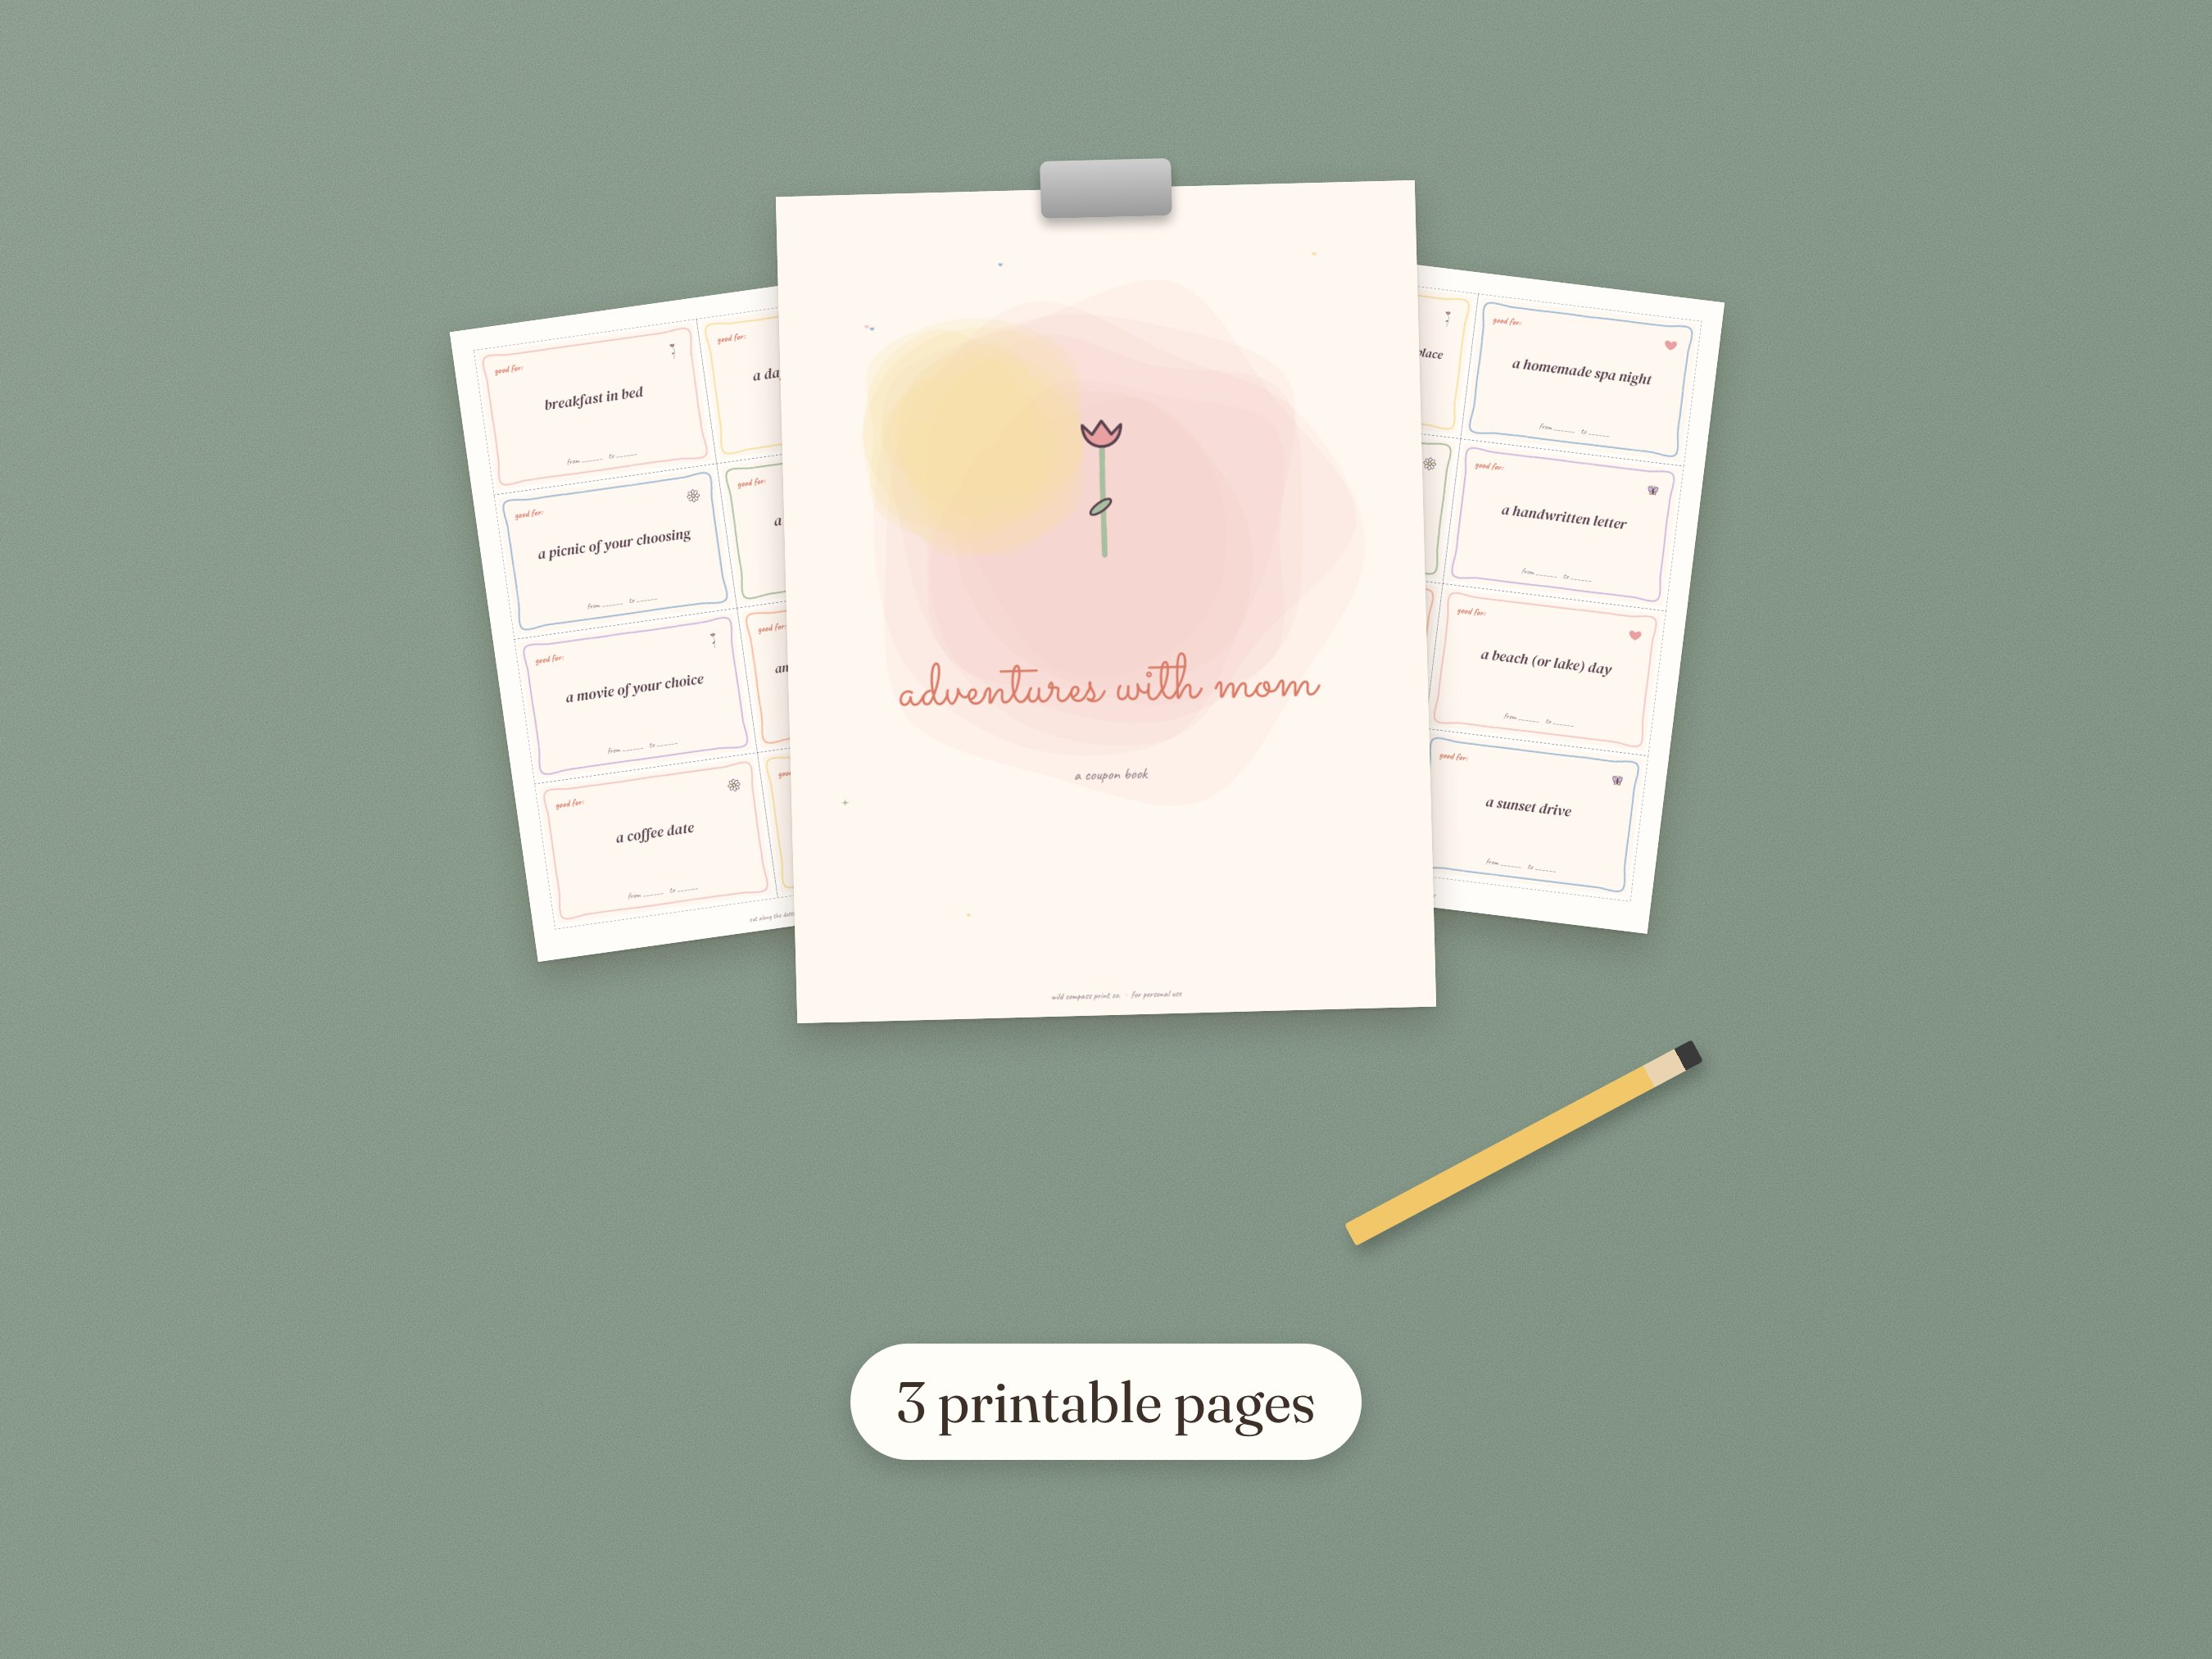 good for:
breakfast in bed
from ______ to ______
good for:
a picnic of your choosing
from ______ to ______
good for:
a movie of your choice
from ______ to ______
good for:
a coffee date
from ______ to ______
good for:
a
good for:
a
good for:
good
cut along the
adventures with mom
a coupon book
wild compass print co. · for personal use
good for:
a homemade spa night
from ______ to ______
good for:
a handwritten letter
from ______ to ______
good for:
a beach (or lake) day
from ______ to ______
good for:
a sunset drive
from ______ to ______
3 printable pages